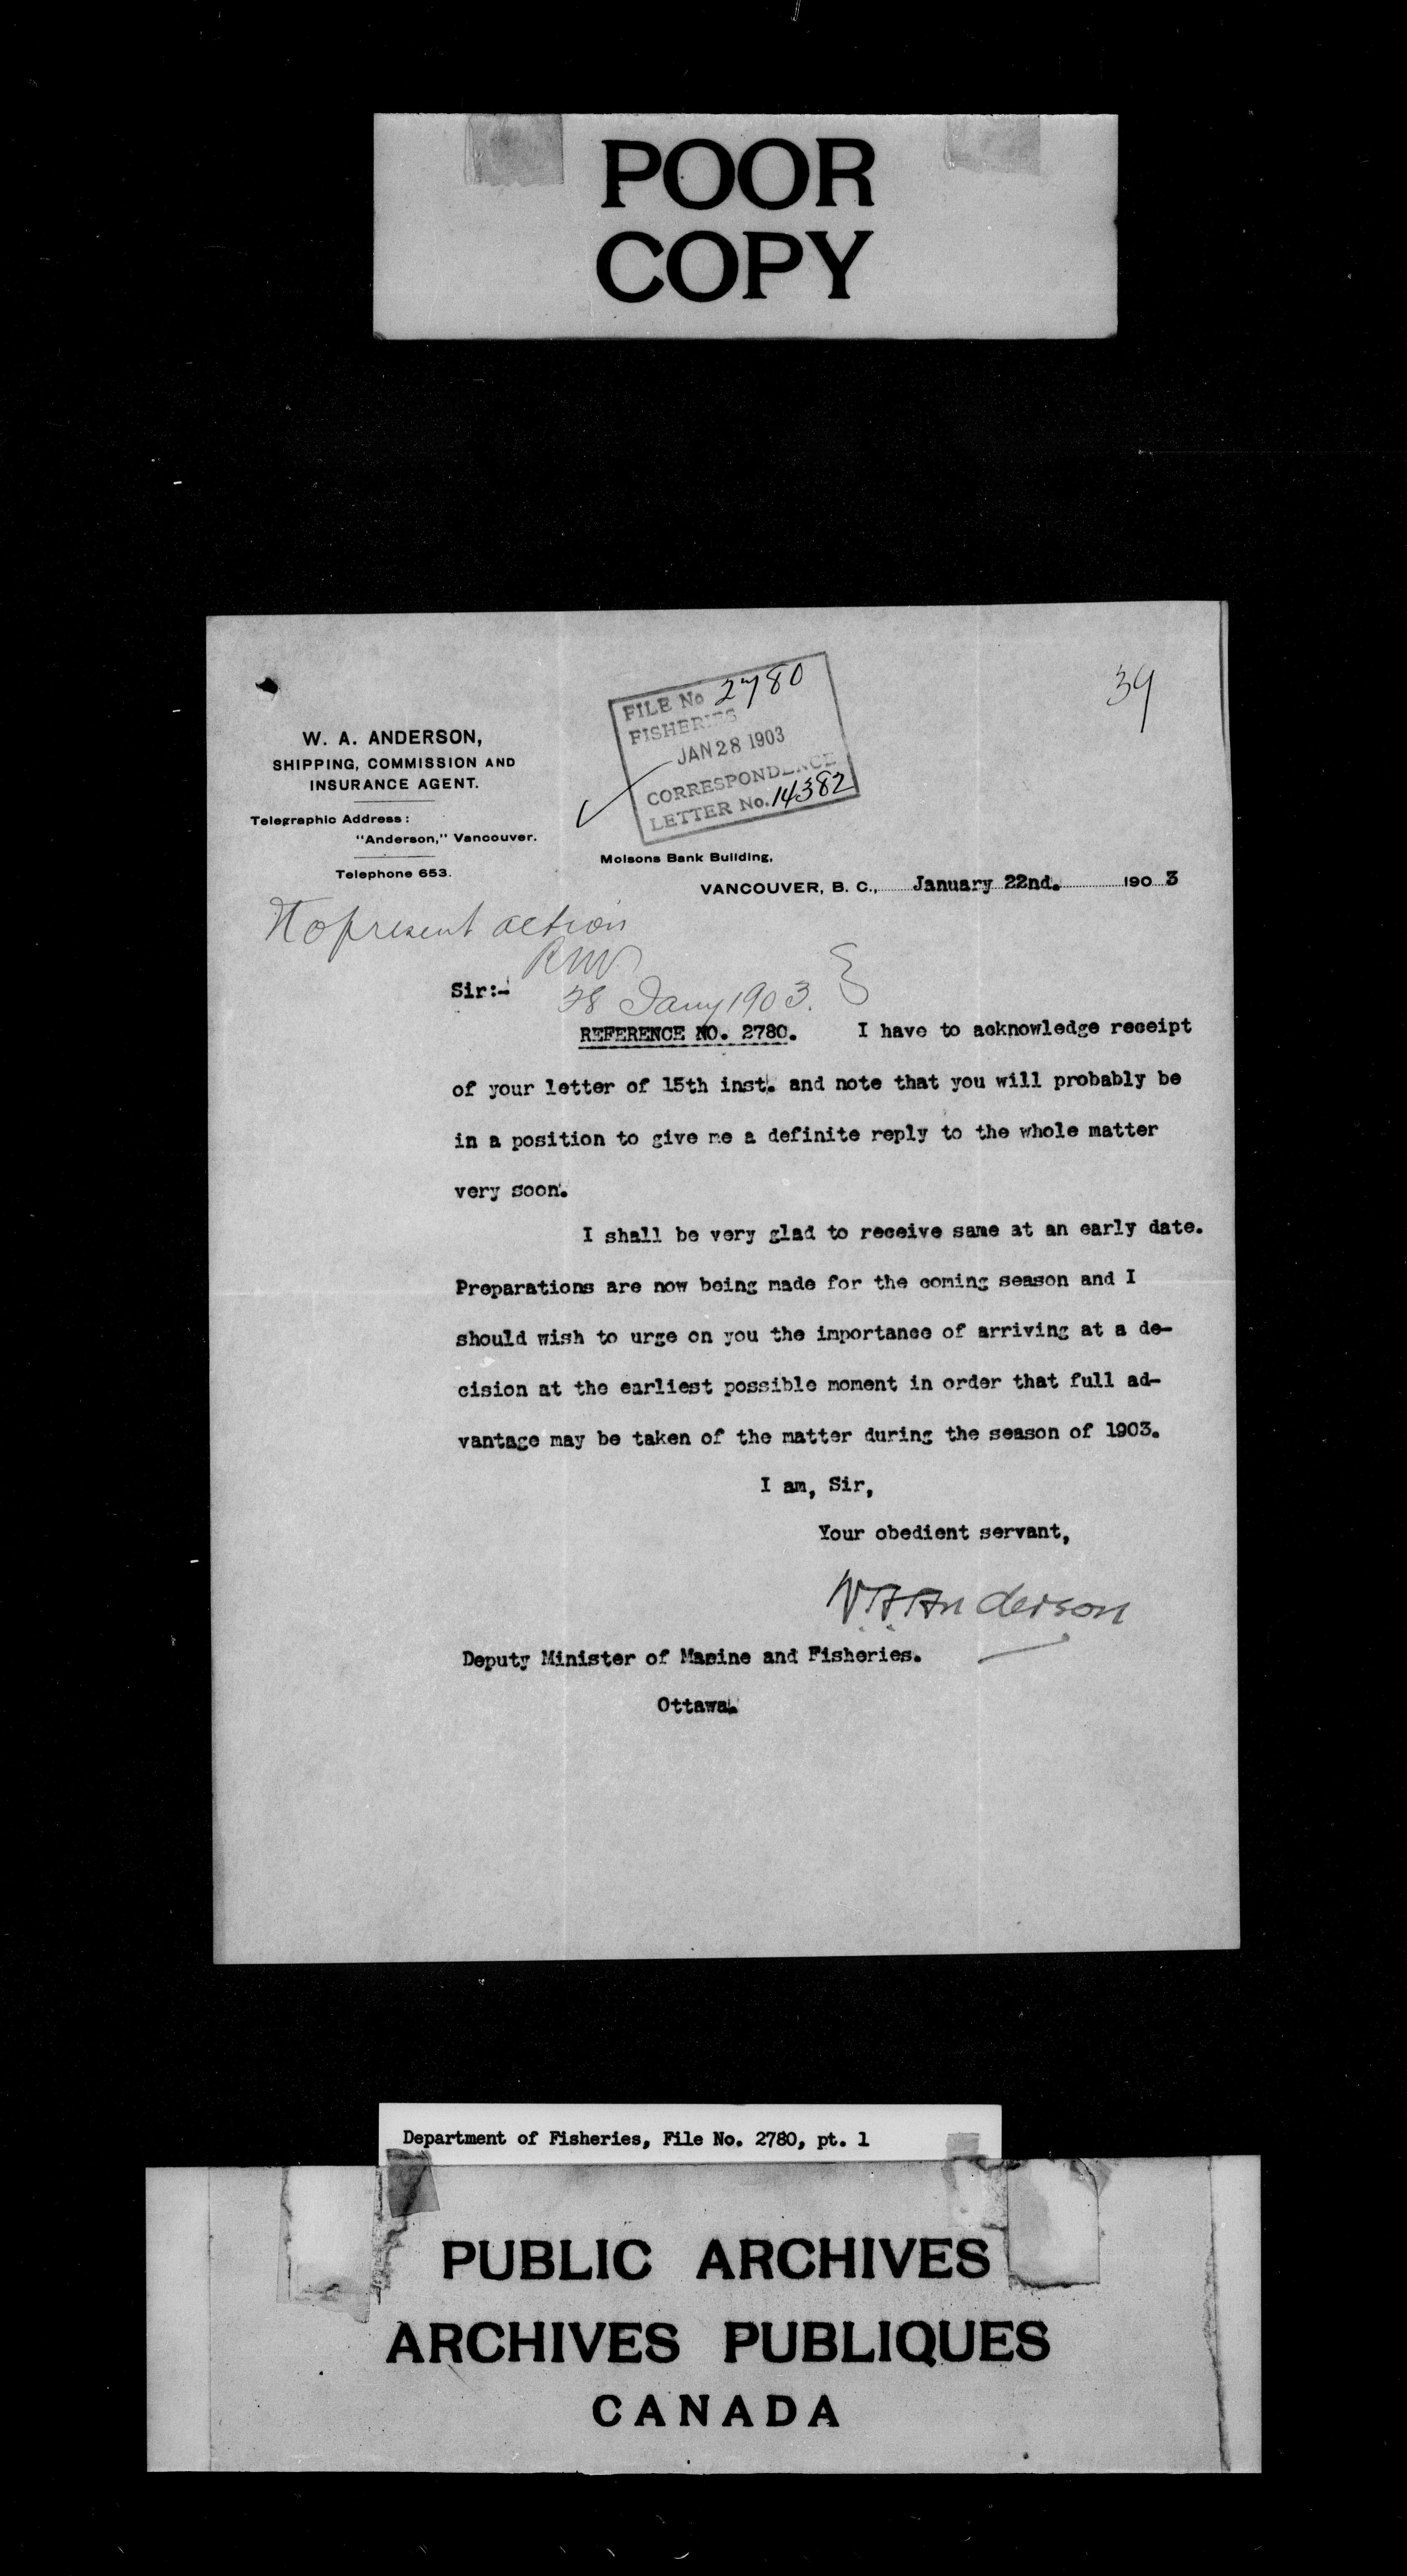 POOR
COPY
39
FILE No 2780
FISHERIES
JAN 28 1903
CORRESPONDENCE
LETTER No. 14382
W. A. ANDERSON,
SHIPPING, COMMISSION AND
INSURANCE AGENT.
Telegraphic Address:
"Anderson," Vancouver.
Telephone 653.
Molsons Bank Building,
VANCOUVER, B. C., January 22nd. 1903
No present action
28 Jany 1903.
Sir:-
REFERENCE NO. 2780. I have to acknowledge receipt
of your letter of 15th inst. and note that you will probably be
in a position to give me a definite reply to the whole matter
very soon.
I shall be very glad to receive same at an early date.
Preparations are now being made for the coming season and I
should wish to urge on you the importance of arriving at a de-
cision at the earliest possible moment in order that full ad-
vantage may be taken of the matter during the season of 1903.
I am, Sir,
Your obedient servant,
W.A. Anderson
Deputy Minister of Marine and Fisheries.
Ottawa.
Department of Fisheries, File No. 2780, pt. 1
PUBLIC ARCHIVES
ARCHIVES PUBLIQUES
CANADA